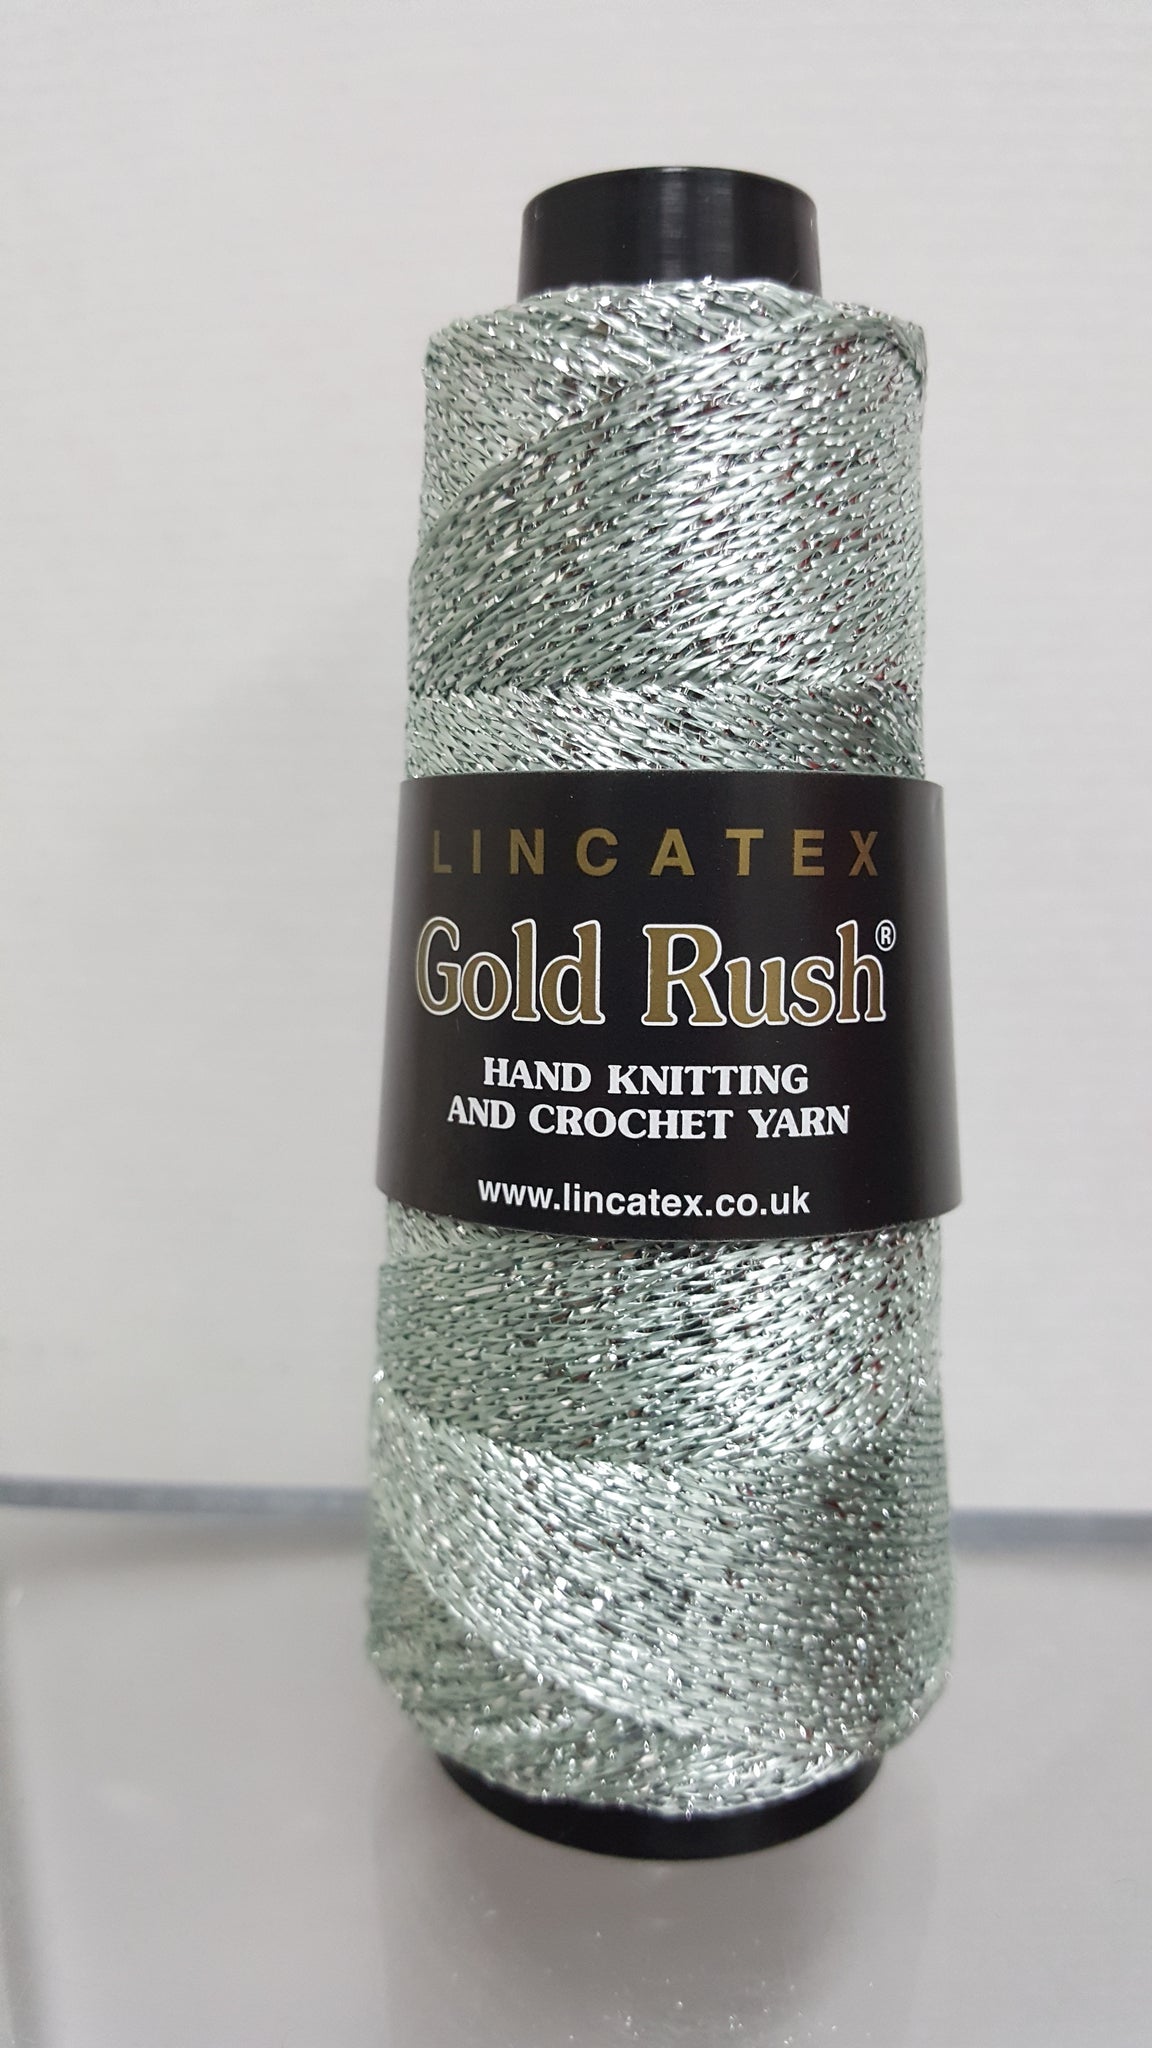 LINCATEX
Gold Rush®
HAND KNITTING
AND CROCHET YARN
www.lincatex.co.uk